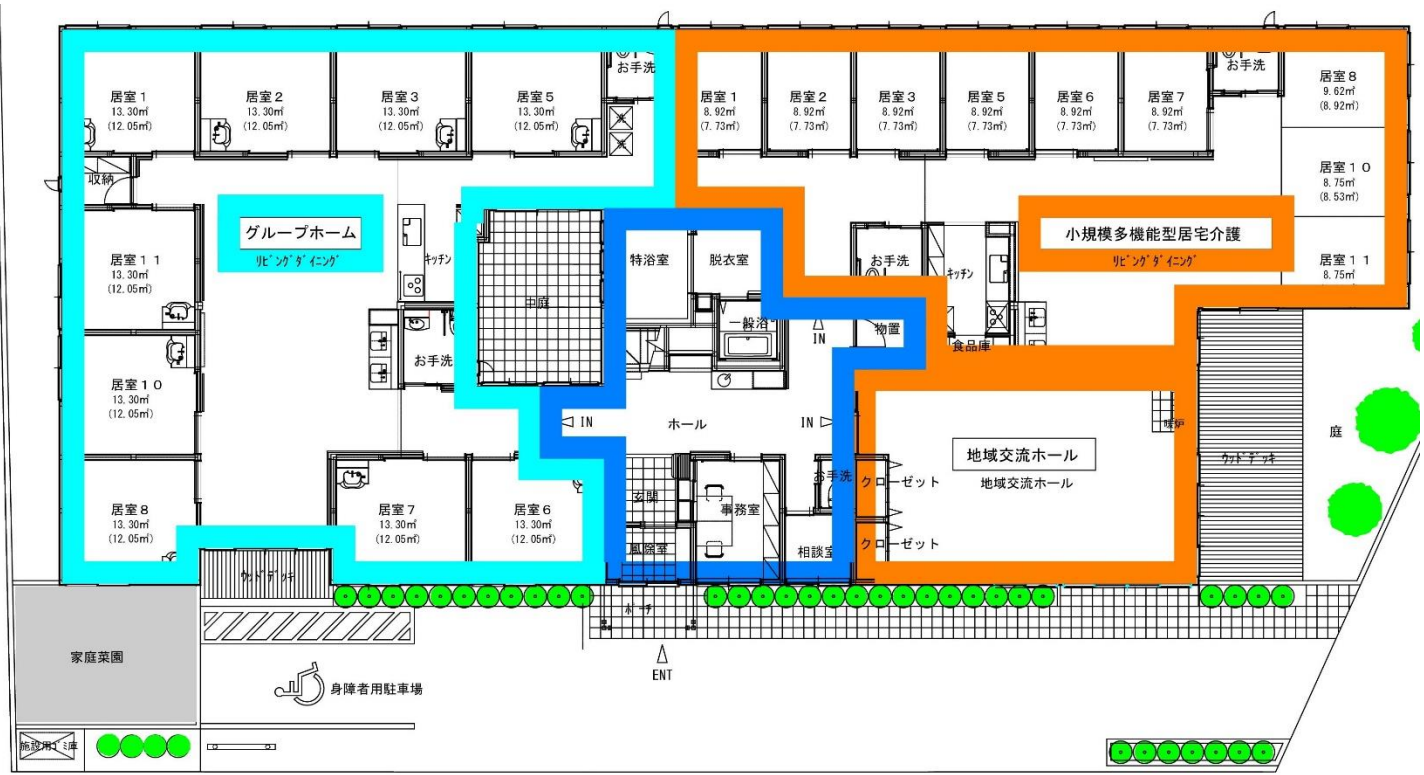 居室1
13.30㎡
(12.05㎡)
居室2
13.30㎡
(12.05㎡)
居室3
13.30㎡
(12.05㎡)
居室5
13.30㎡
(12.05㎡)
お手洗
居室1
8.92㎡
(7.73㎡)
居室2
8.92㎡
(7.73㎡)
居室3
8.92㎡
(7.73㎡)
居室5
8.92㎡
(7.73㎡)
居室6
8.92㎡
(7.73㎡)
居室7
8.92㎡
(7.73㎡)
お手洗
居室8
9.62㎡
(8.92㎡)
収納
居室10
8.75㎡
(8.53㎡)
グループホーム
リビングダイニング
キッチン
居室11
13.30㎡
(12.05㎡)
中庭
特浴室
脱衣室
一般浴
IN
お手洗
キッチン
物置
食品庫
小規模多機能型居宅介護
リビングダイニング
居室11
8.75㎡
お手洗
居室10
13.30㎡
(12.05㎡)
IN
ホール
IN
暖炉
地域交流ホール
地域交流ホール
ウッドデッキ
庭
居室8
13.30㎡
(12.05㎡)
居室7
13.30㎡
(12.05㎡)
居室6
13.30㎡
(12.05㎡)
玄関
風除室
事務室
お手洗
相談室
クローゼット
クローゼット
ウッドデッキ
ポーチ
ENT
家庭菜園
身障者用駐車場
施設用ゴミ庫